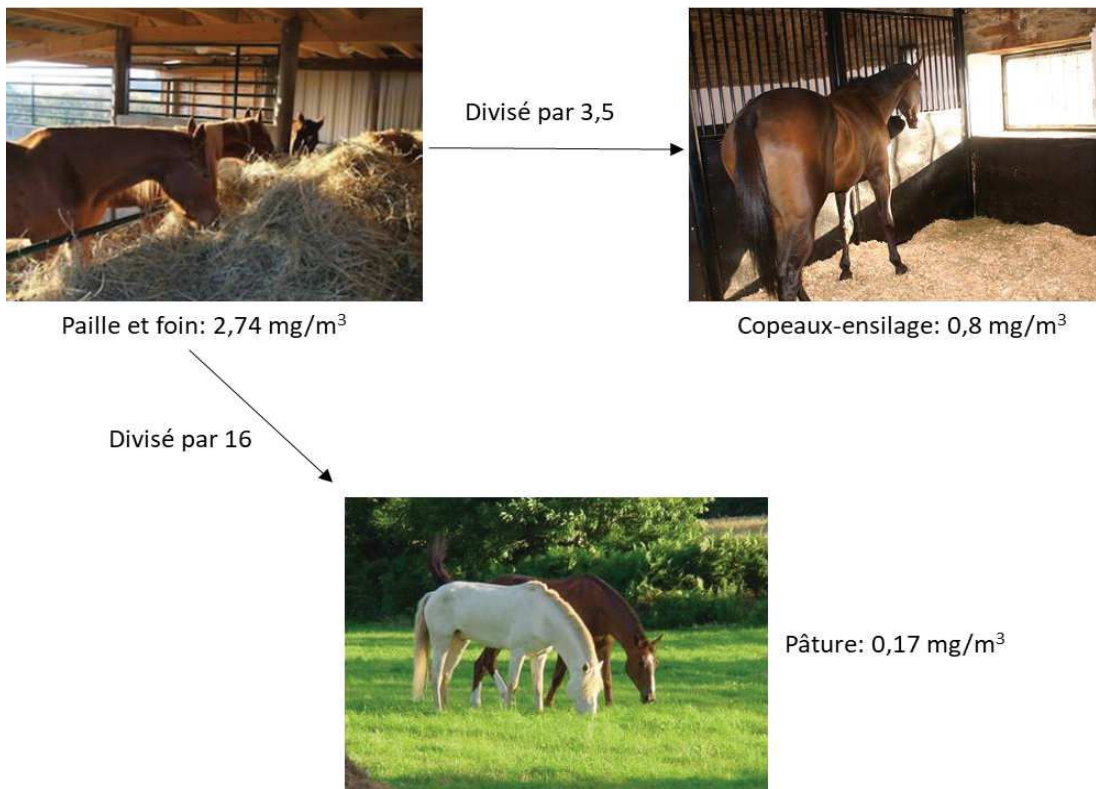 Divisé par 3,5
Paille et foin: 2,74 mg/m³
Copeaux-ensilage: 0,8 mg/m³
Divisé par 16
Pâture: 0,17 mg/m³